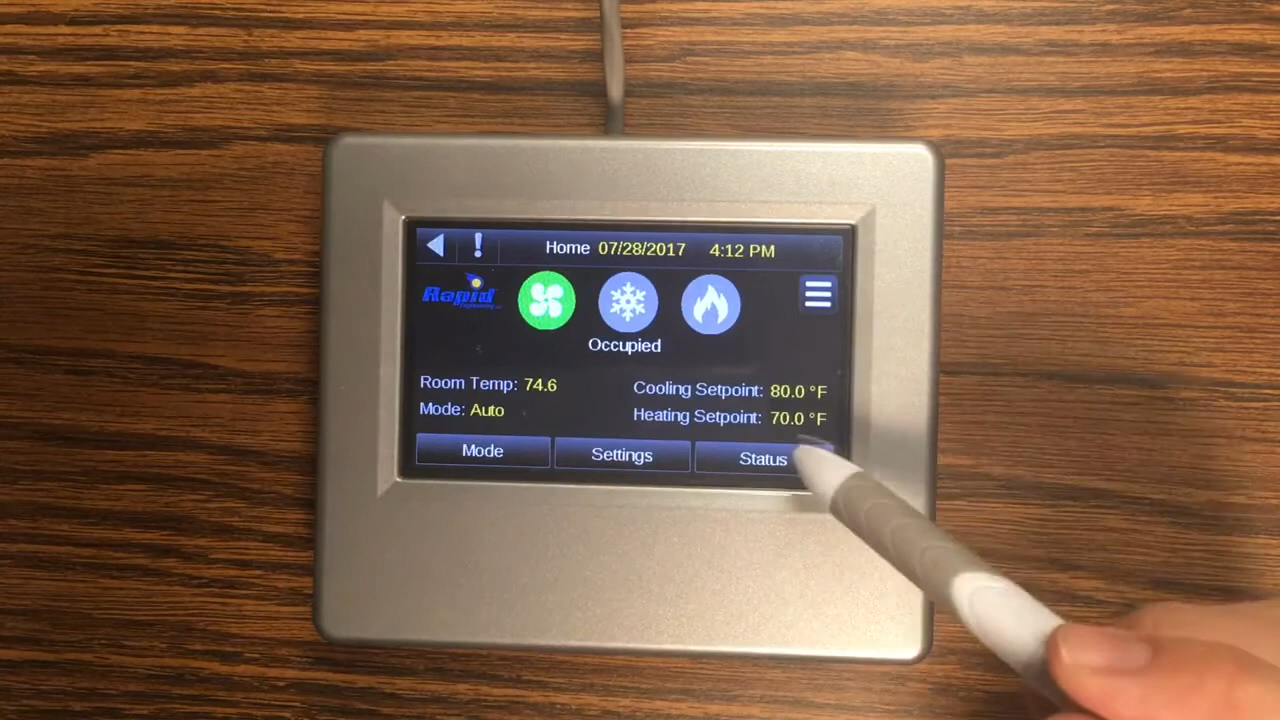 ! Home 07/28/2017 4:12 PM
Rapid
Occupied
Room Temp: 74.6
Cooling Setpoint: 80.0 °F
Mode: Auto
Heating Setpoint: 70.0 °F
Mode Settings Status